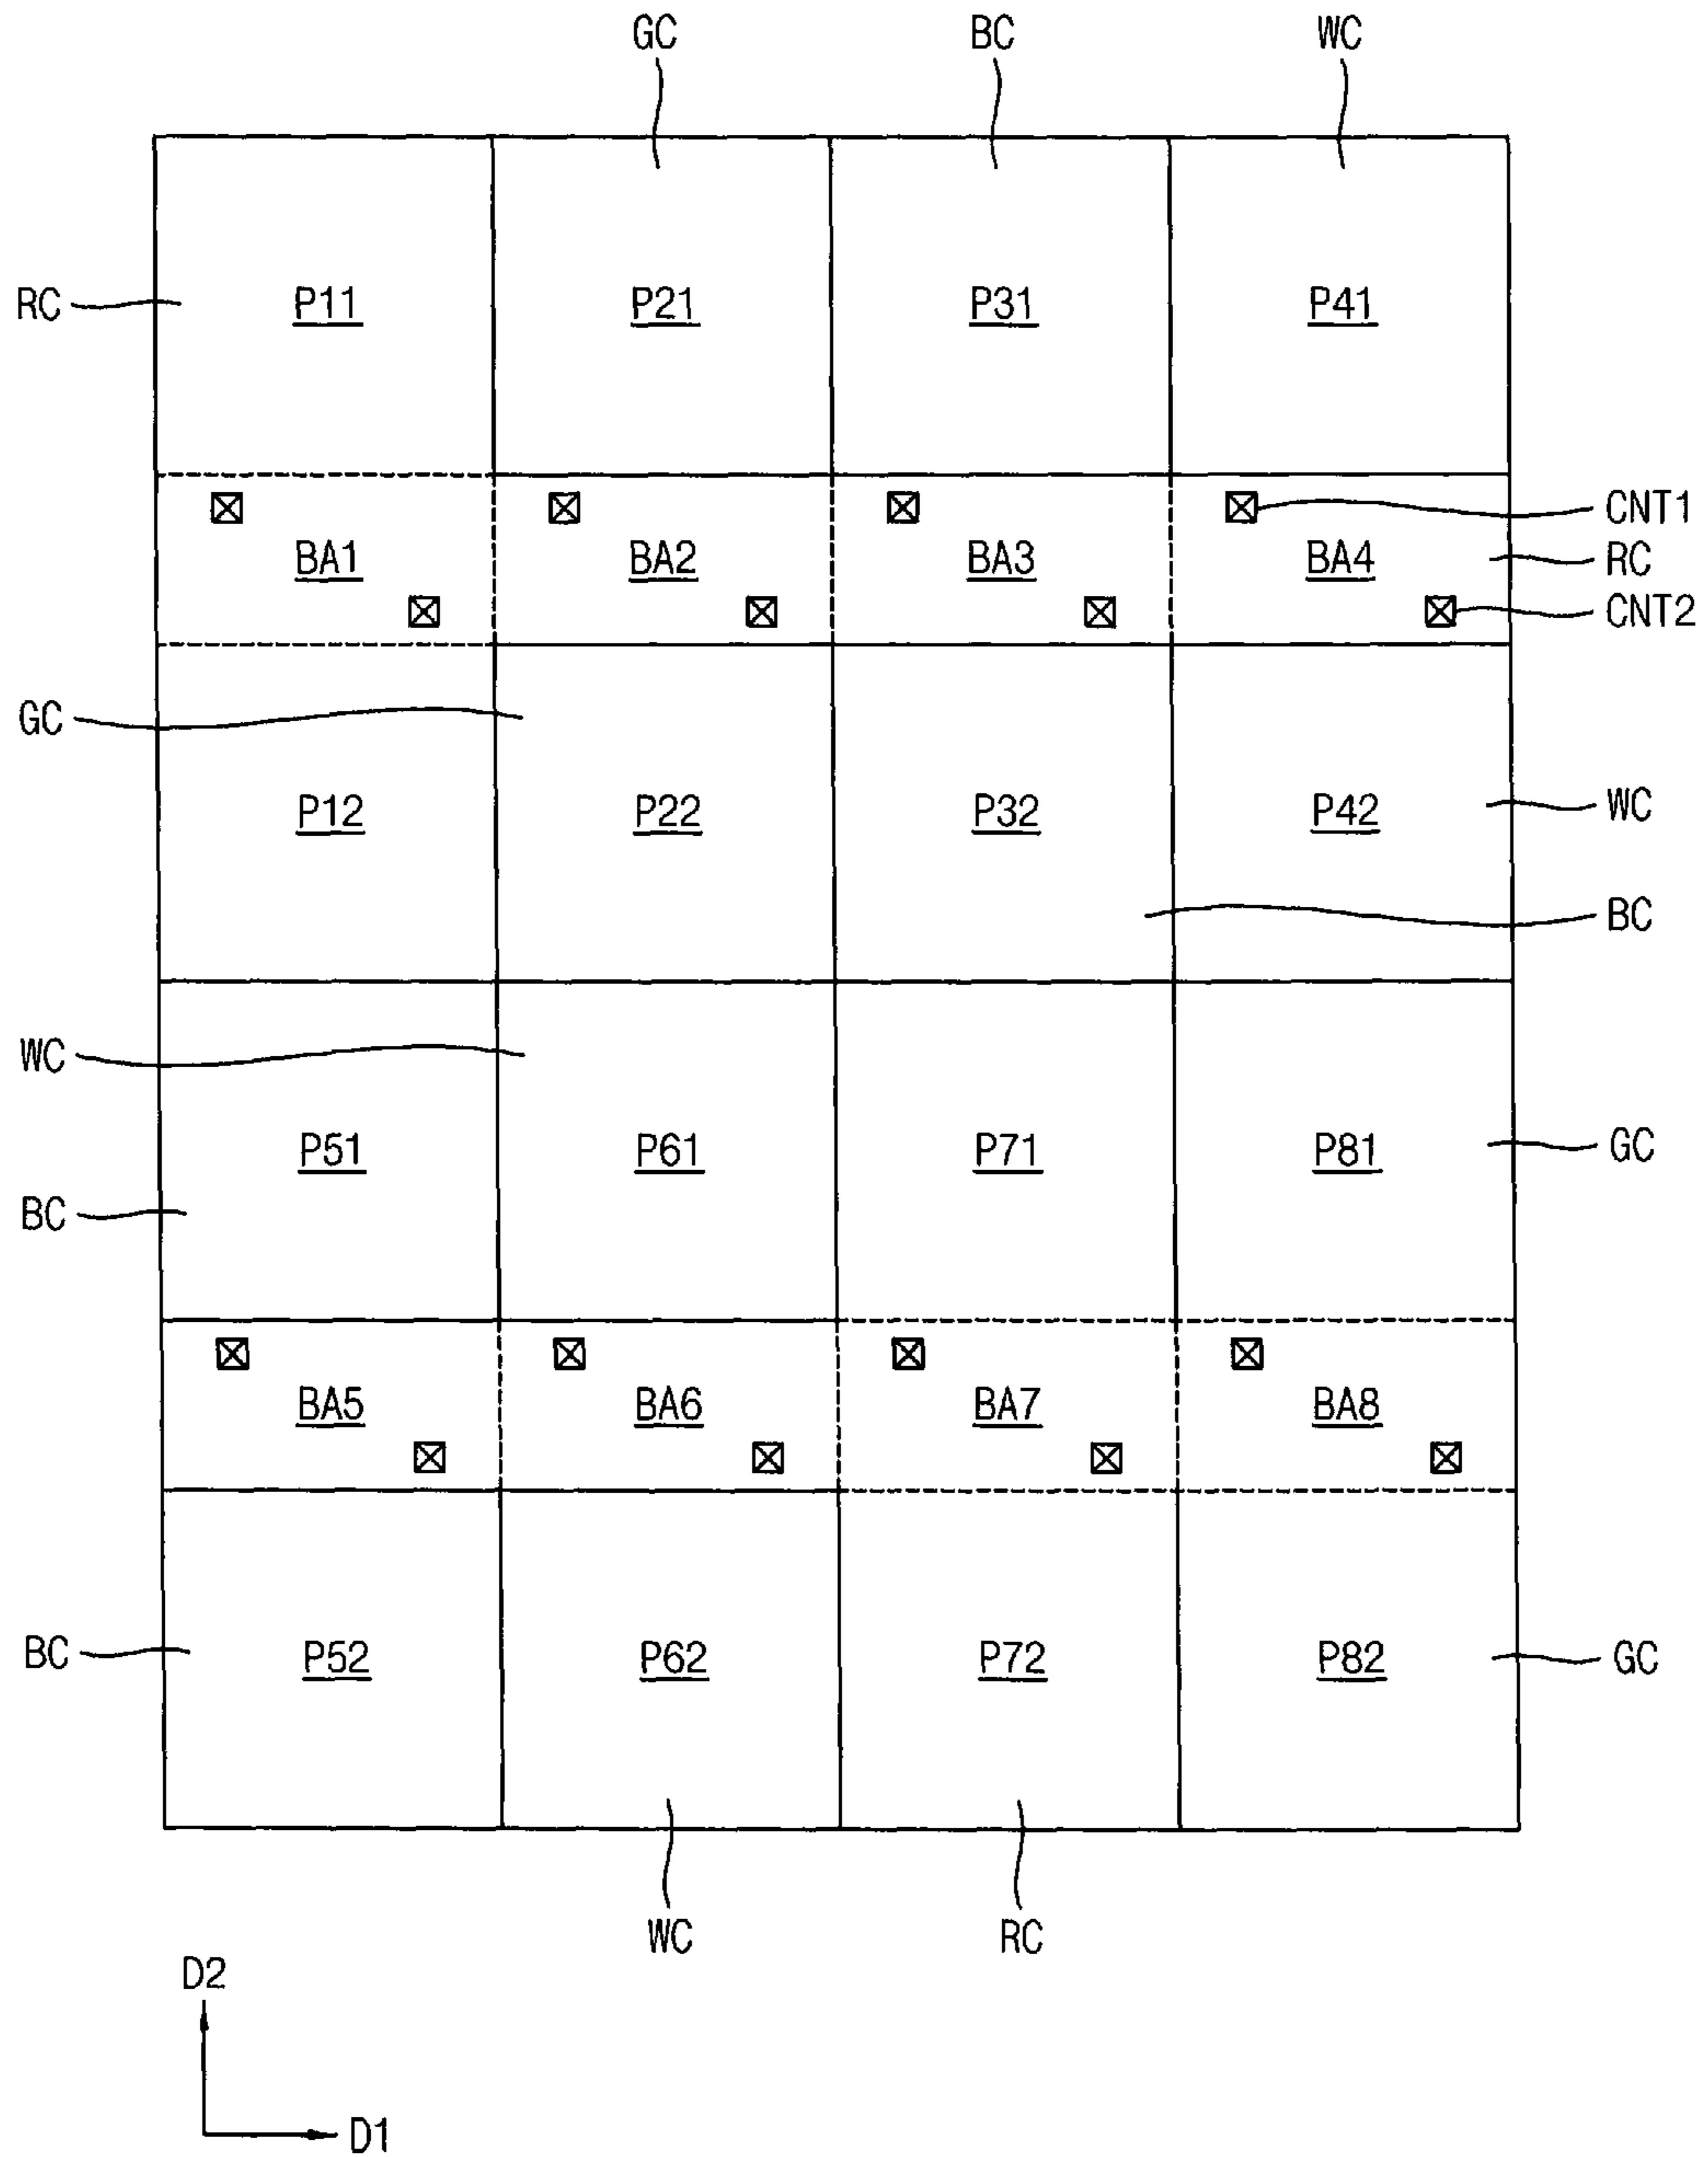 GC BC WC
RC P11 P21 P31 P41
CNT1
BA1 BA2 BA3 BA4 RC
CNT2
GC
P12 P22 P32 P42 WC
BC
WC
P51 P61 P71 P81 GC
BC
BA5 BA6 BA7 BA8
BC P52 P62 P72 P82 GC
WC RC
D2
D1